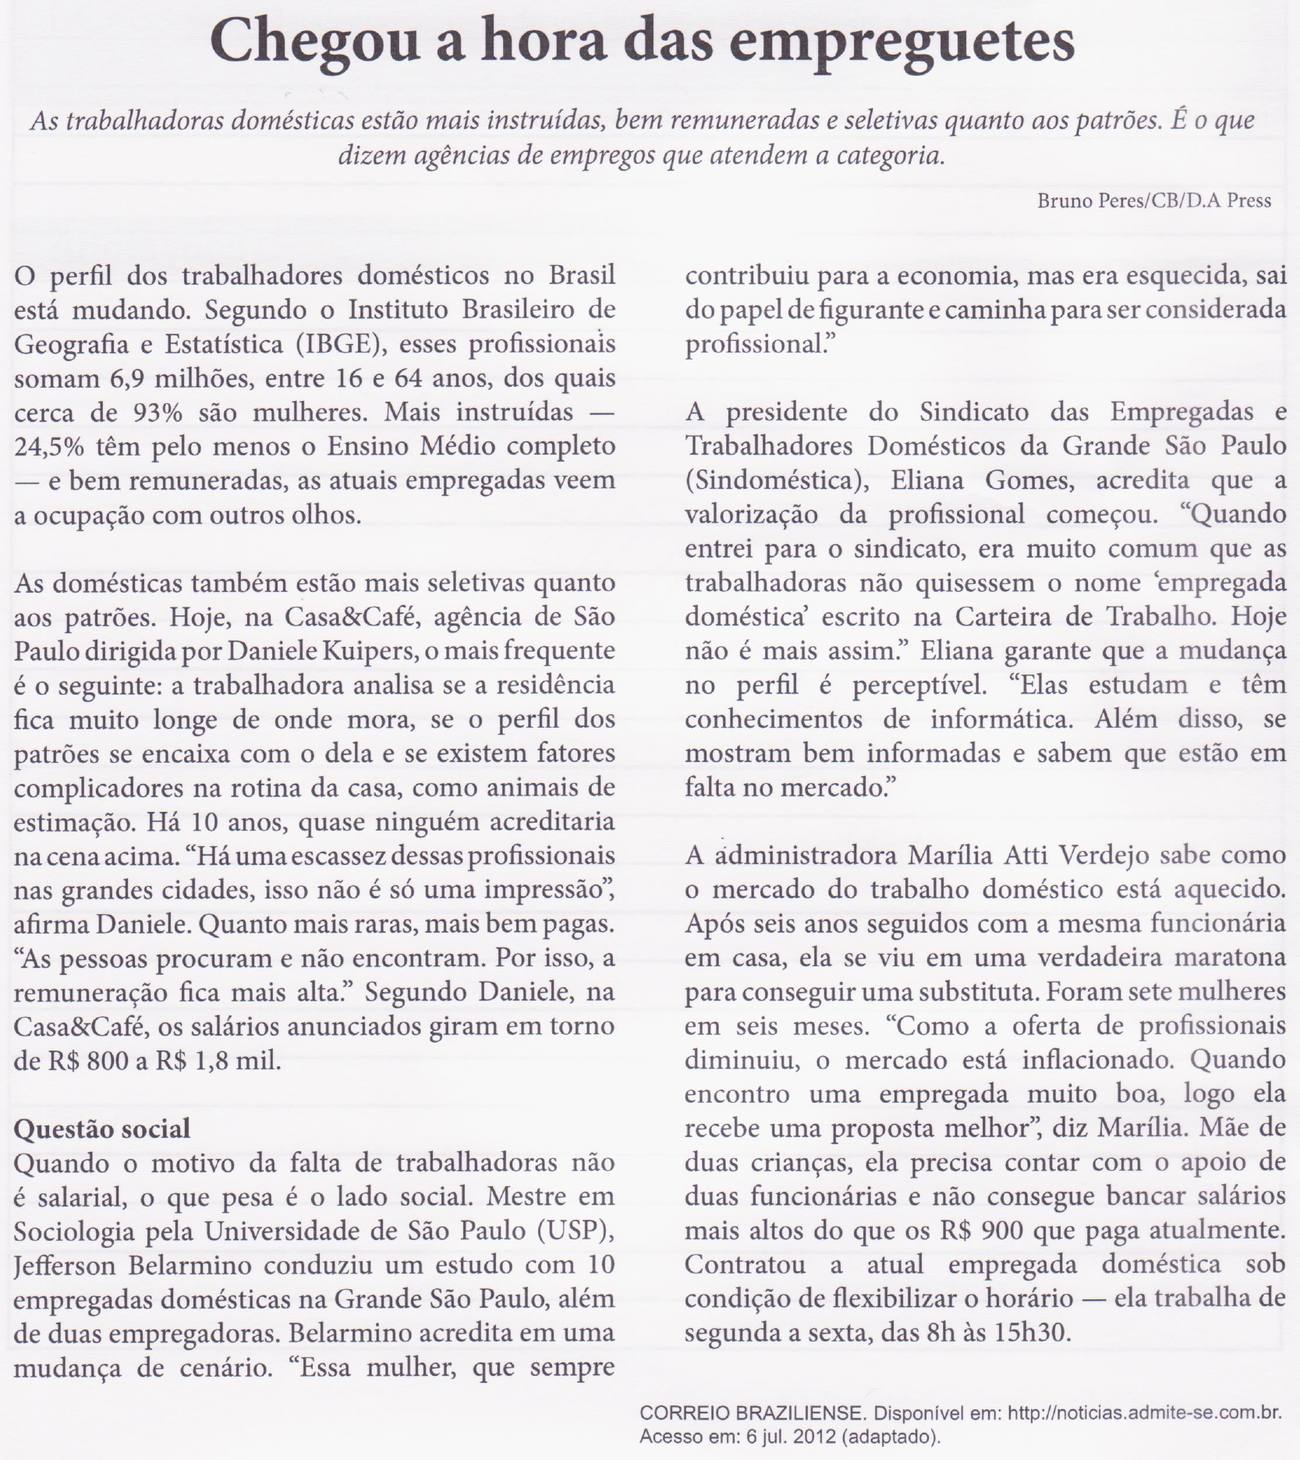 Chegou a hora das empreguetes
As trabalhadoras domésticas estão mais instruídas, bem remuneradas e seletivas quanto aos patrões. É o que
dizem agências de empregos que atendem a categoria.
Bruno Peres/CB/D.A Press
O perfil dos trabalhadores domésticos no Brasil
está mudando. Segundo o Instituto Brasileiro de
Geografia e Estatística (IBGE), esses profissionais
somam 6,9 milhões, entre 16 e 64 anos, dos quais
cerca de 93% são mulheres. Mais instruídas —
24,5% têm pelo menos o Ensino Médio completo
— e bem remuneradas, as atuais empregadas veem
a ocupação com outros olhos.
As domésticas também estão mais seletivas quanto
aos patrões. Hoje, na Casa&Café, agência de São
Paulo dirigida por Daniele Kuipers, o mais frequente
é o seguinte: a trabalhadora analisa se a residência
fica muito longe de onde mora, se o perfil dos
patrões se encaixa com o dela e se existem fatores
complicadores na rotina da casa, como animais de
estimação. Há 10 anos, quase ninguém acreditaria
na cena acima. “Há uma escassez dessas profissionais
nas grandes cidades, isso não é só uma impressão”,
afirma Daniele. Quanto mais raras, mais bem pagas.
“As pessoas procuram e não encontram. Por isso, a
remuneração fica mais alta.” Segundo Daniele, na
Casa&Café, os salários anunciados giram em torno
de R$ 800 a R$ 1,8 mil.
Questão social
Quando o motivo da falta de trabalhadoras não
é salarial, o que pesa é o lado social. Mestre em
Sociologia pela Universidade de São Paulo (USP),
Jefferson Belarmino conduziu um estudo com 10
empregadas domésticas na Grande São Paulo, além
de duas empregadoras. Belarmino acredita em uma
mudança de cenário. “Essa mulher, que sempre
contribuiu para a economia, mas era esquecida, sai
do papel de figurante e caminha para ser considerada
profissional.”
A presidente do Sindicato das Empregadas e
Trabalhadores Domésticos da Grande São Paulo
(Sindoméstica), Eliana Gomes, acredita que a
valorização da profissional começou. “Quando
entrei para o sindicato, era muito comum que as
trabalhadoras não quisessem o nome ‘empregada
doméstica’ escrito na Carteira de Trabalho. Hoje
não é mais assim.” Eliana garante que a mudança
no perfil é perceptível. “Elas estudam e têm
conhecimentos de informática. Além disso, se
mostram bem informadas e sabem que estão em
falta no mercado.”
A administradora Marília Atti Verdejo sabe como
o mercado do trabalho doméstico está aquecido.
Após seis anos seguidos com a mesma funcionária
em casa, ela se viu em uma verdadeira maratona
para conseguir uma substituta. Foram sete mulheres
em seis meses. “Como a oferta de profissionais
diminuiu, o mercado está inflacionado. Quando
encontro uma empregada muito boa, logo ela
recebe uma proposta melhor”, diz Marília. Mãe de
duas crianças, ela precisa contar com o apoio de
duas funcionárias e não consegue bancar salários
mais altos do que os R$ 900 que paga atualmente.
Contratou a atual empregada doméstica sob
condição de flexibilizar o horário — ela trabalha de
segunda a sexta, das 8h às 15h30.
CORREIO BRAZILIENSE. Disponível em: http://noticias.admite-se.com.br.
Acesso em: 6 jul. 2012 (adaptado).